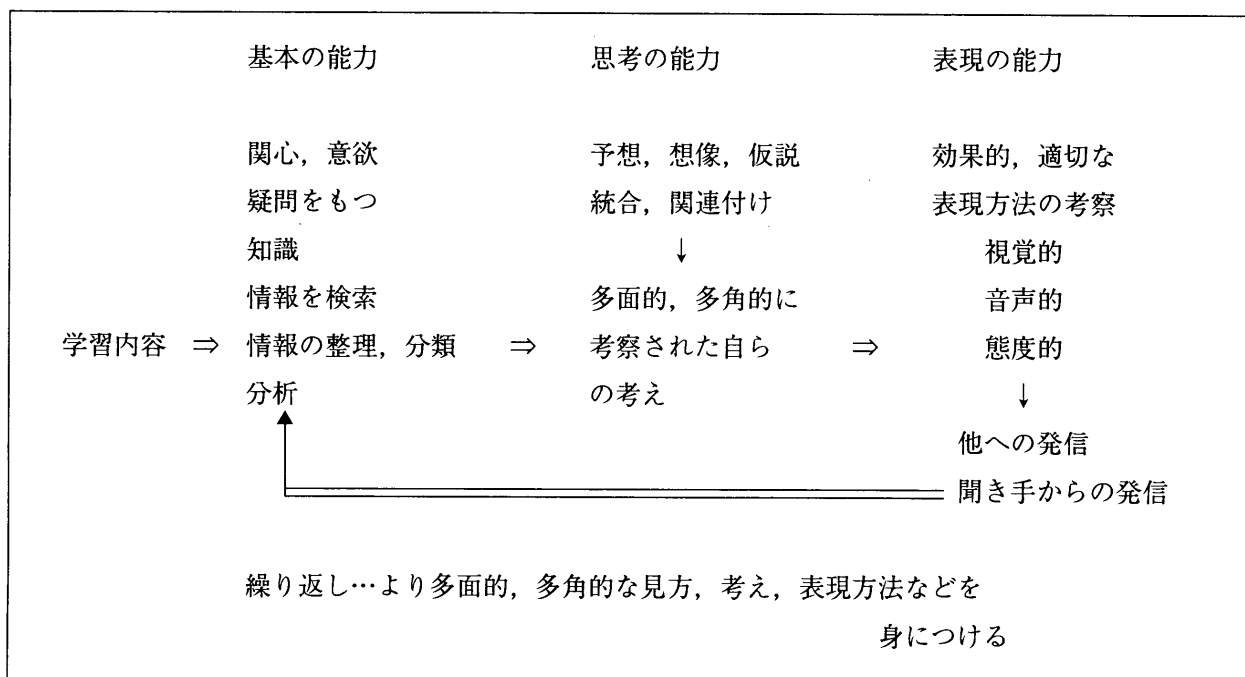 基本の能力
思考の能力
表現の能力
関心，意欲
疑問をもつ
知識
情報を検索
学習内容 ⇒ 情報の整理，分類 ⇒
分析
予想，想像，仮説
統合，関連付け
↓
多面的，多角的に
考察された自ら ⇒
の考え
効果的，適切な
表現方法の考察
視覚的
音声的
態度的
↓
他への発信
聞き手からの発信
繰り返し…より多面的，多角的な見方，考え，表現方法などを
身につける